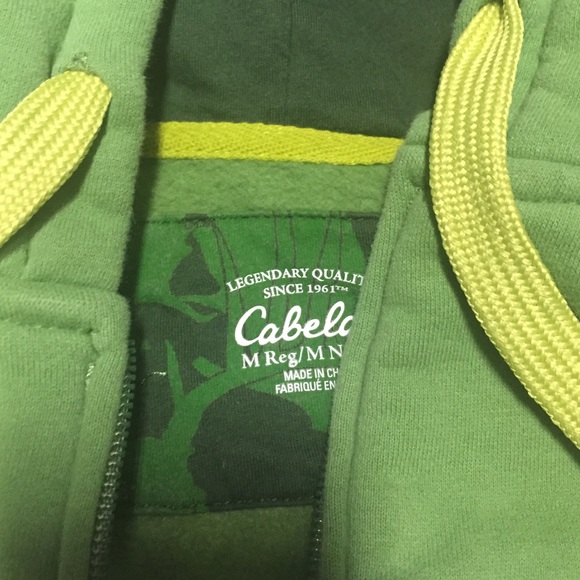 LEGENDARY QUALIT
SINCE 1961™
Cabela
M Reg/M N
MADE IN CH
FABRIQUÉ EN